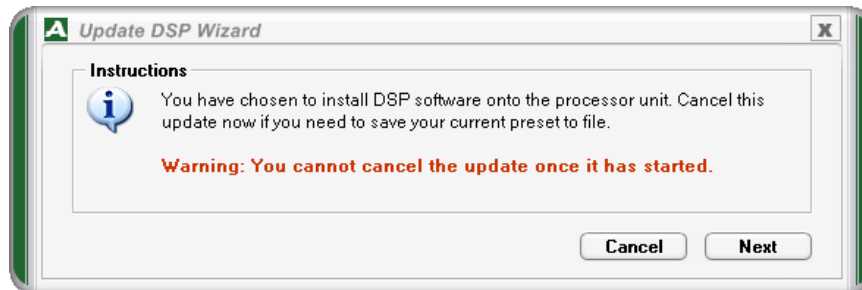 A Update DSP Wizard X
Instructions
You have chosen to install DSP software onto the processor unit. Cancel this
update now if you need to save your current preset to file.
Warning: You cannot cancel the update once it has started.
Cancel Next